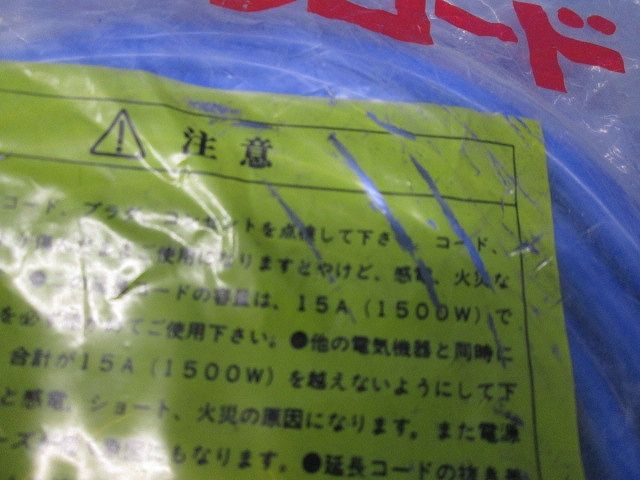 コード
注意
コード、プラグ、コンセントを点検して下さい。コード、
ご使用になりますとやけど、感電、火災な
コードの容量は、15A(1500W)で
てご使用下さい。●他の電気機器と同時に
合計が15A(1500W)を越えないようにして下
と感電、ショート、火災の原因になります。また電源
にもなります。●延長コードの抜き差